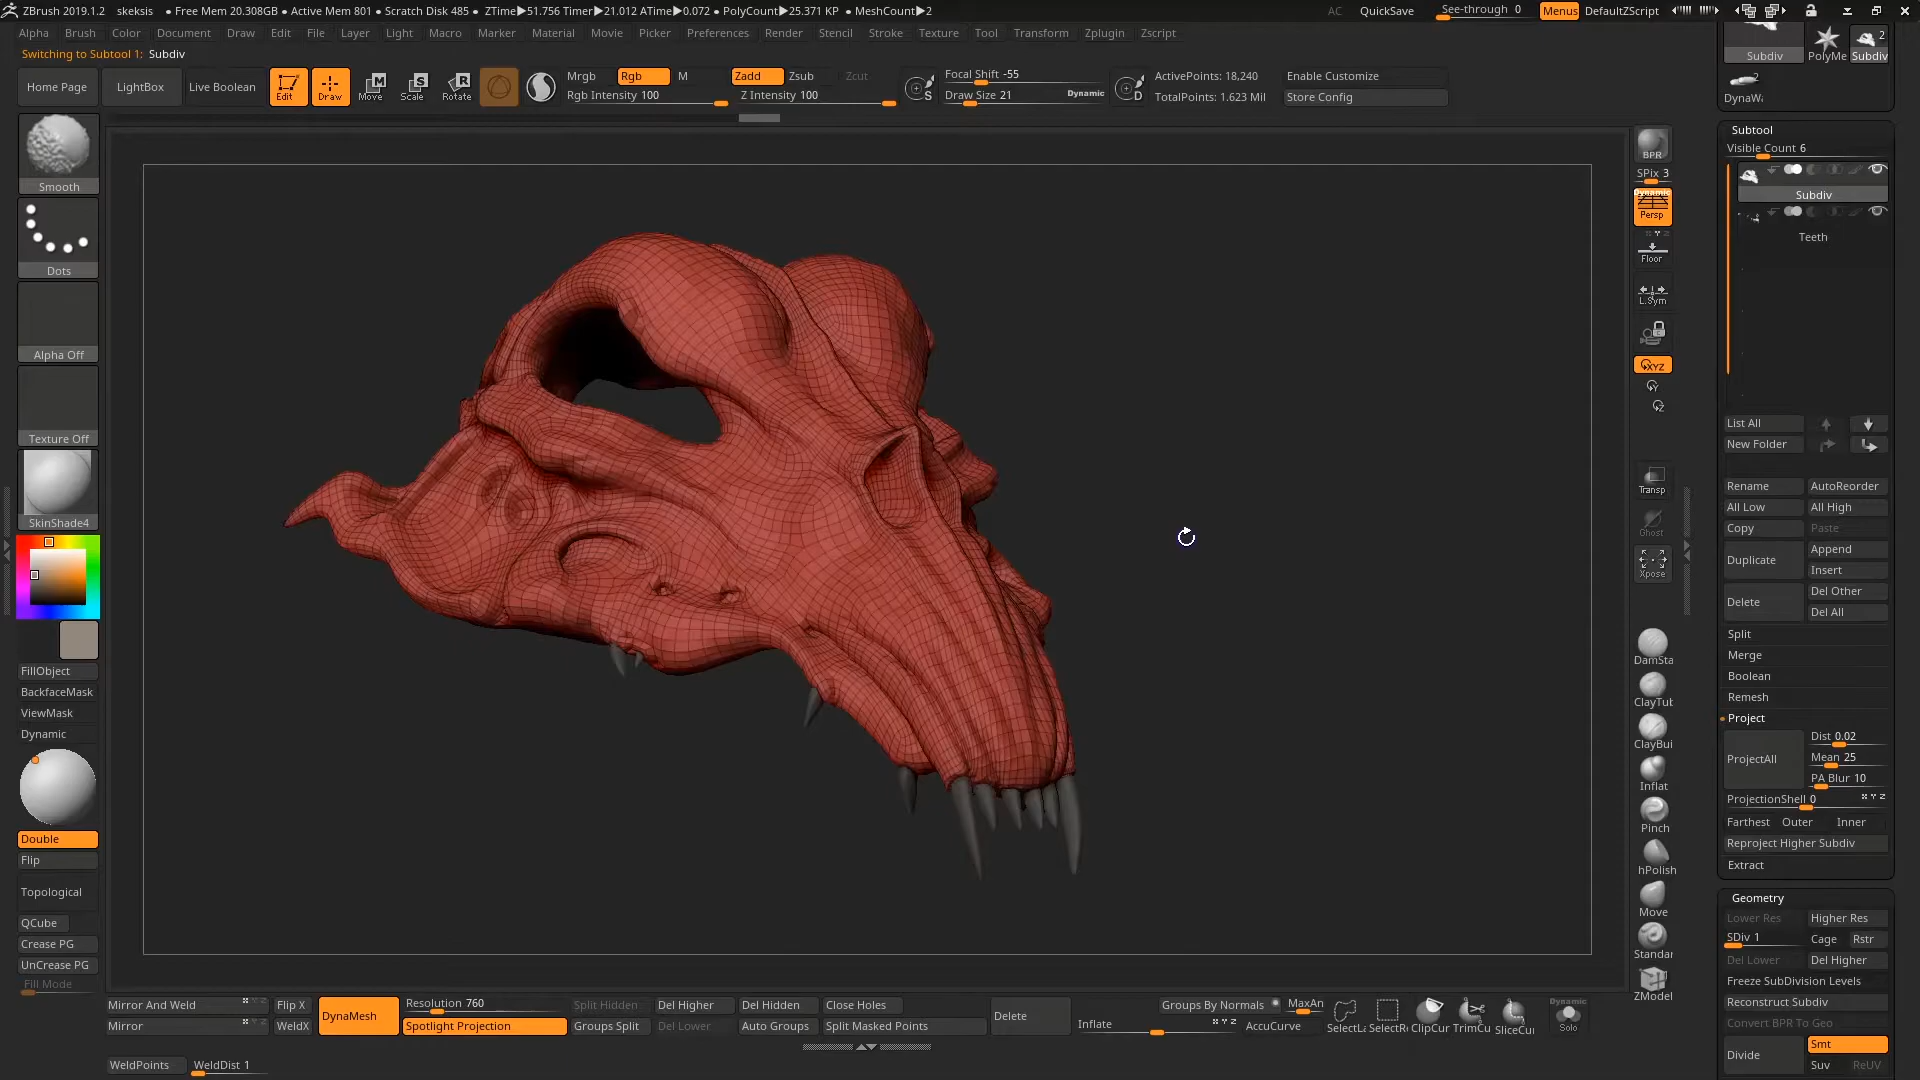 ZBrush 2019.1.2 skeksis • Free Mem 20.308GB • Active Mem 801 • Scratch Disk 485 • ZTime▶51.756 Timer▶21.012 ATime▶0.072 • PolyCount▶25.371 KP • MeshCount▶2
AC QuickSave See-through 0 Menus DefaultZScript
Alpha Brush Color Document Draw Edit File Layer Light Macro Marker Material Movie Picker Preferences Render Stencil Stroke Texture Tool Transform Zplugin Zscript
Switching to Subtool 1: Subdiv
Home Page LightBox Live Boolean Edit Draw Move Scale Rotate
Mrgb Rgb M
Rgb Intensity 100
Zadd Zsub Zcut
Z Intensity 100
S
Focal Shift -55
Draw Size 21 Dynamic
D
ActivePoints: 18,240
TotalPoints: 1.623 Mil
Enable Customize
Store Config
Smooth
Dots
Alpha Off
Texture Off
SkinShade4
FillObject
BackfaceMask
ViewMask
Dynamic
Double
Flip
Topological
QCube
Crease PG
UnCrease PG
Fill Mode
BPR
SPix 3
Dynamic
Persp
Floor
L.Sym
XYZ
Y
Z
Transp
Ghost
Xpose
DamSta
ClayTub
ClayBui
Inflat
Pinch
hPolish
Move
Standar
ZModel
Subdiv PolyMe Subdiv
2
2
DynaWa
Subtool
Visible Count 6
Subdiv
Teeth
List All
New Folder
Rename AutoReorder
All Low All High
Copy Paste
Duplicate Append
Insert
Delete Del Other
Del All
Split
Merge
Boolean
Remesh
Project
ProjectAll Dist 0.02
Mean 25
PA Blur 10
ProjectionShell 0 X Y Z
Farthest Outer Inner
Reproject Higher Subdiv
Extract
Geometry
Lower Res Higher Res
SDiv 1 Cage Rstr
Del Lower Del Higher
Freeze SubDivision Levels
Reconstruct Subdiv
Convert BPR To Geo
Divide Smt
Suv ReUV
Mirror And Weld Flip X
Mirror WeldX
DynaMesh
Resolution 760
Spotlight Projection
Split Hidden Del Higher Del Hidden Close Holes
Groups Split Del Lower Auto Groups Split Masked Points
Delete
Inflate X Y Z
Groups By Normals MaxAn
AccuCurve
SelectLa SelectRe ClipCur TrimCu SliceCui
Dynamic
Solo
WeldPoints WeldDist 1